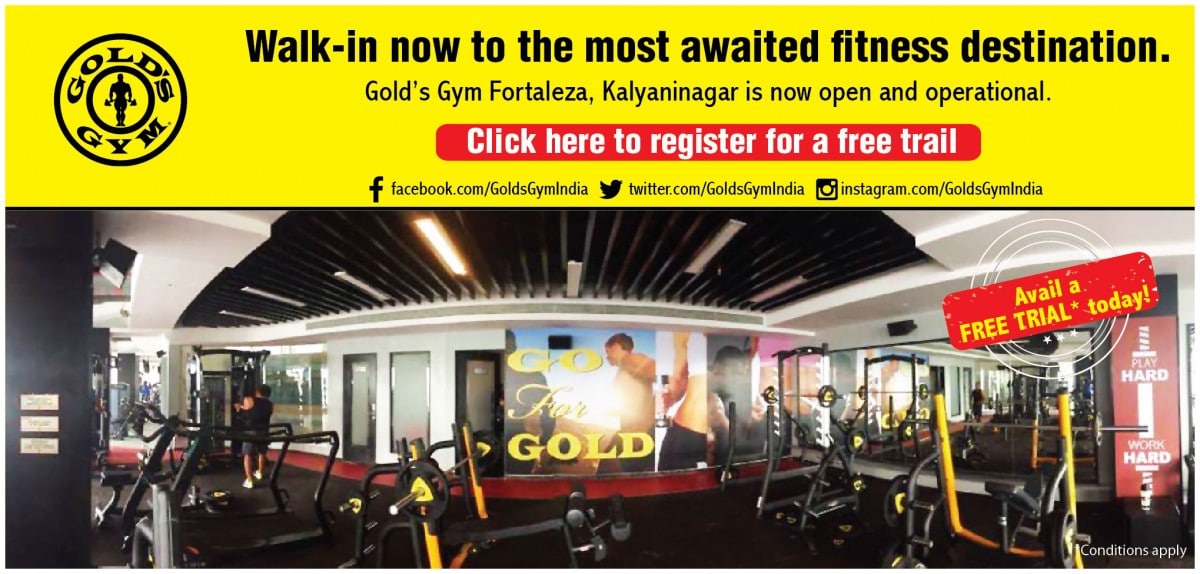 GOLD'S
GYM
Walk-in now to the most awaited fitness destination.
Gold's Gym Fortaleza, Kalyaninagar is now open and operational.
Click here to register for a free trail
facebook.com/GoldsGymIndia twitter.com/GoldsGymIndia instagram.com/GoldsGymIndia
Avail a
FREE TRIAL* today!
GO
For
GOLD
PLAY
HARD
WORK
HARD
*Conditions apply